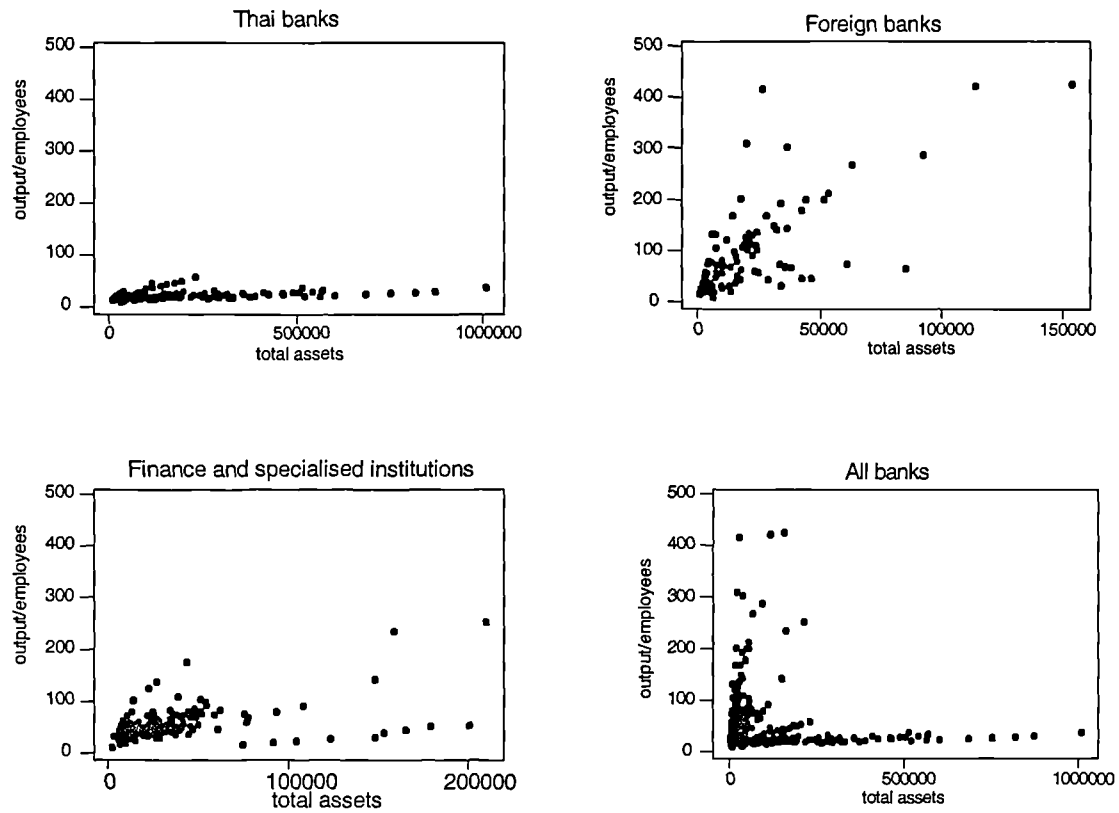 Thai banks
500
400
300
200
100
0
output/employees
0 500000 1000000
total assets
Foreign banks
500
400
300
200
100
0
output/employees
0 50000 100000 150000
total assets
Finance and specialised institutions
500
400
300
200
100
0
output/employees
0 100000 200000
total assets
All banks
500
400
300
200
100
0
output/employees
0 500000 1000000
total assets